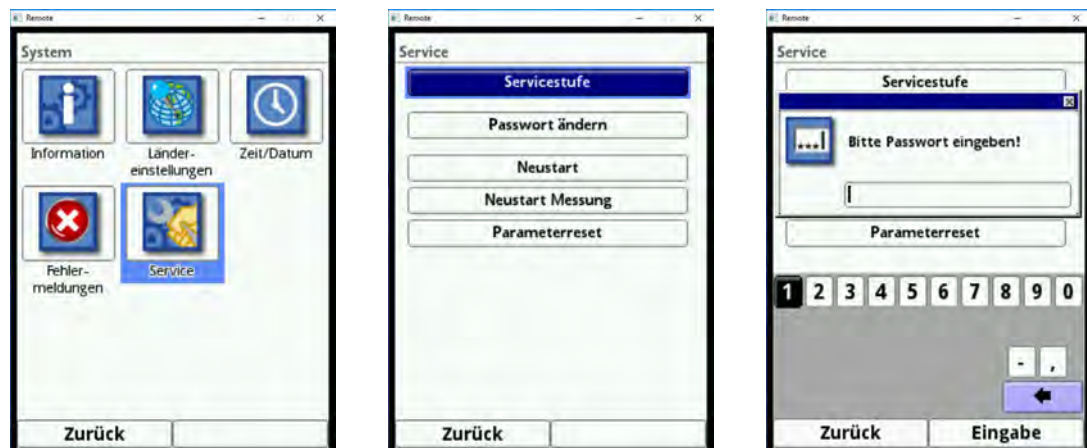 Remote
System
Information
Länder-
einstellungen
Zeit/Datum
Fehler-
meldungen
Service
Zurück
Remote
Service
Servicestufe
Passwort ändern
Neustart
Neustart Messung
Parameterreset
Zurück
Remote
Service
Servicestufe
Bitte Passwort eingeben!
Parameterreset
1 2 3 4 5 6 7 8 9 0
- ,
Zurück Eingabe